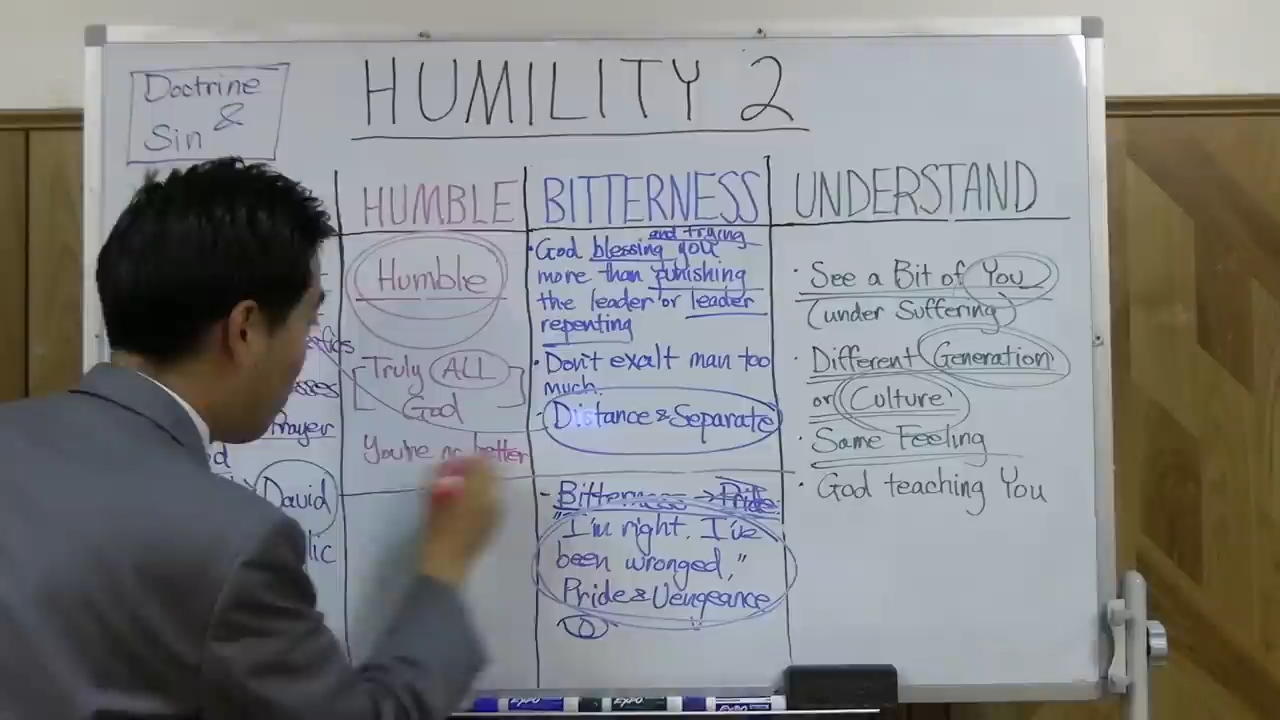 Doctrine
&
Sin
HUMILITY 2
Prayer
David
HUMBLE
Humble
Truly ALL
God
You're no better
BITTERNESS
and trying
• God blessing you
more than punishing
the leader or leader
repenting
• Don't exalt man too
much.
Distance & Separate
- Bitterness → Pride
"I'm right. I've
been wronged,"
Pride & Vengeance
UNDERSTAND
• See a Bit of You
(under Suffering)
• Different Generation
or Culture
• Same Feeling
• God teaching You
EXPO
EXPO
EXPO